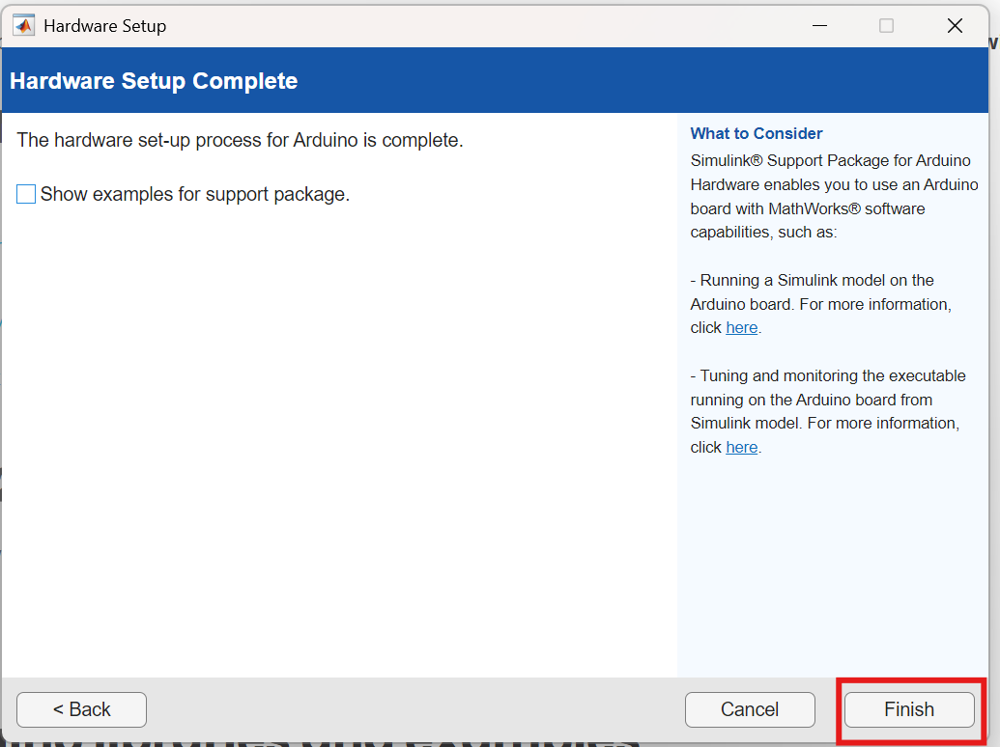 Hardware Setup
Hardware Setup Complete
The hardware set-up process for Arduino is complete.
Show examples for support package.
What to Consider
Simulink® Support Package for Arduino
Hardware enables you to use an Arduino
board with MathWorks® software
capabilities, such as:
- Running a Simulink model on the
Arduino board. For more information,
click here.
- Tuning and monitoring the executable
running on the Arduino board from
Simulink model. For more information,
click here.
< Back
Cancel
Finish
libraries and examples